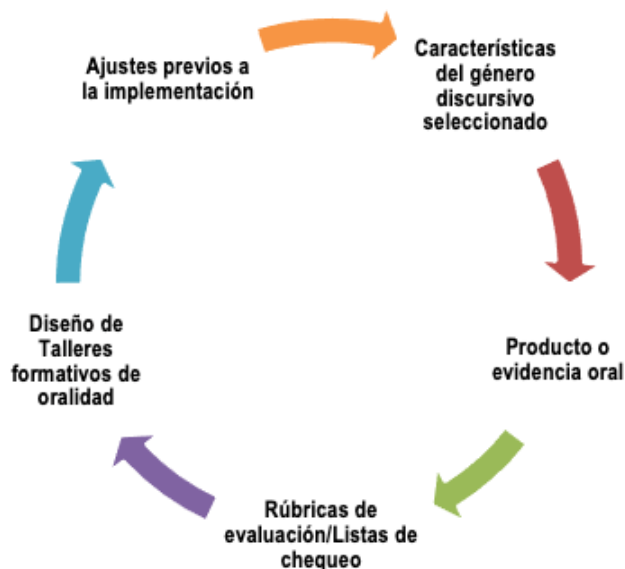 Ajustes previos a
la implementación
Características
del género
discursivo
seleccionado
Producto o
evidencia oral
Rúbricas de
evaluación/Listas de
chequeo
Diseño de
Talleres
formativos de
oralidad